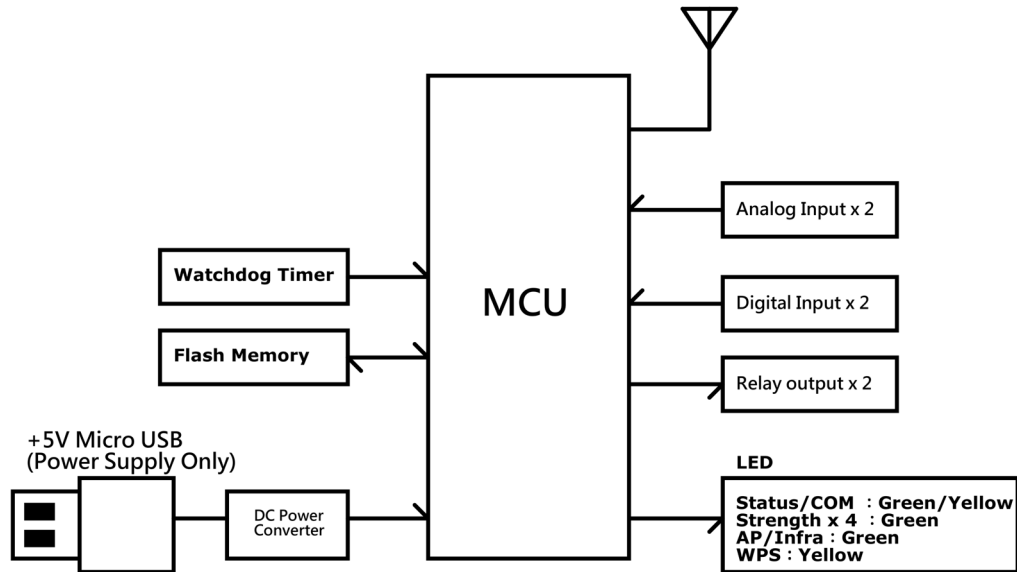 MCU
Analog Input x 2
Watchdog Timer
Digital Input x 2
Flash Memory
Relay output x 2
+5V Micro USB
(Power Supply Only)
DC Power
Converter
LED
Status/COM : Green/Yellow
Strength x 4 : Green
AP/Infra : Green
WPS : Yellow